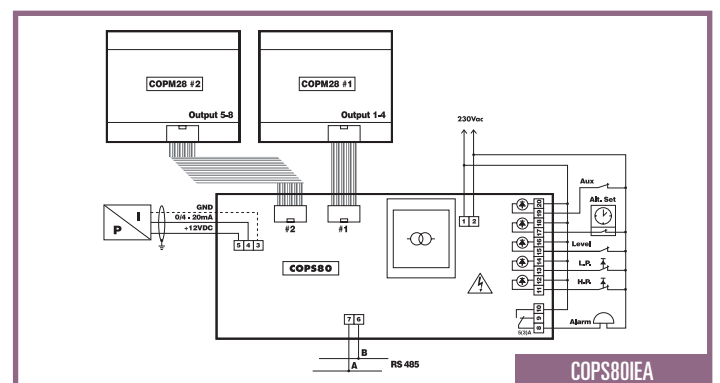 COPM28 #2
COPM28 #1
Output 5-8
Output 1-4
230Vac
Aux
Alt. Set
I
P
GND
0/4 - 20mA
+12VDC
5 4 3
#2
#1
1 2
COPS80
20
19
18
17
16
15
14
13
12
11
Level
L.P.
H.P.
10
9
8
5(3)A
Alarm
7 6
B
A
RS 485
COPS80IEA